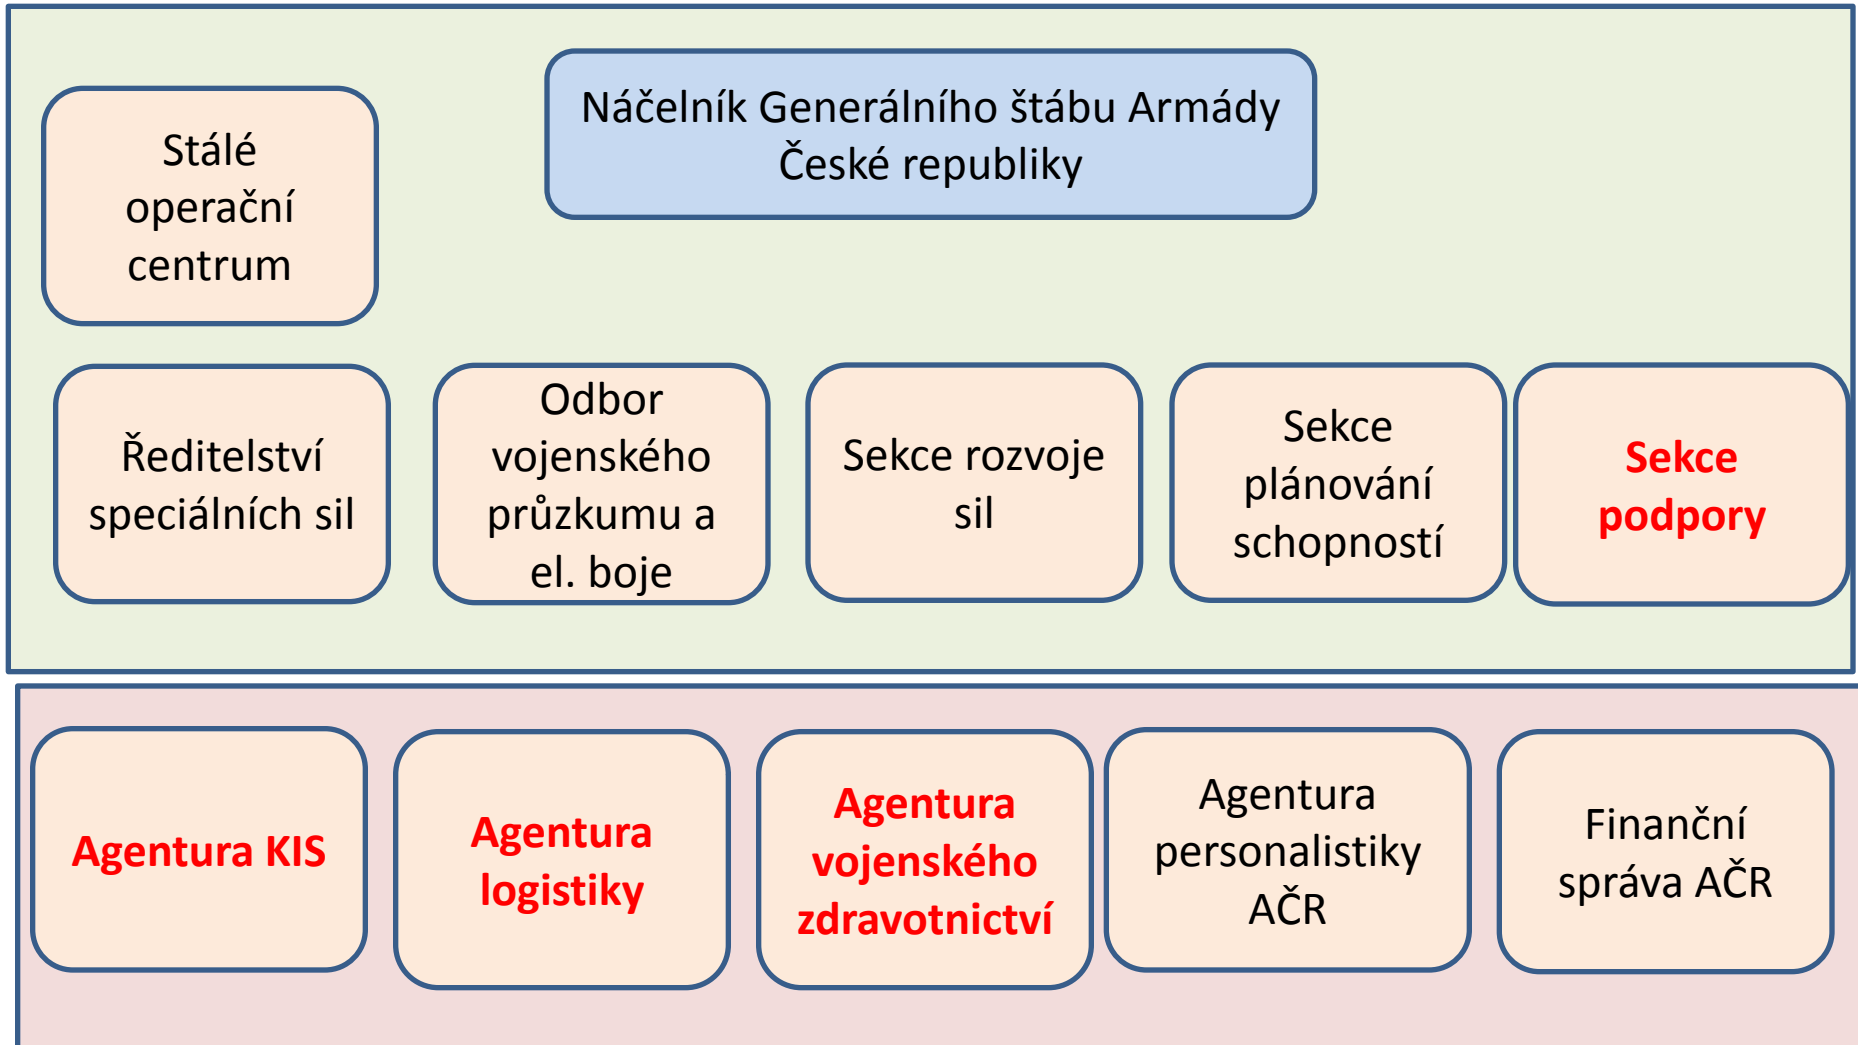 Náčelník Generálního štábu Armády
České republiky
Stálé
operační
centrum
Ředitelství
speciálních sil
Odbor
vojenského
průzkumu a
el. boje
Sekce rozvoje
sil
Sekce
plánování
schopností
Sekce
podpory
Agentura KIS
Agentura
logistiky
Agentura
vojenského
zdravotnictví
Agentura
personalistiky
AČR
Finanční
správa AČR